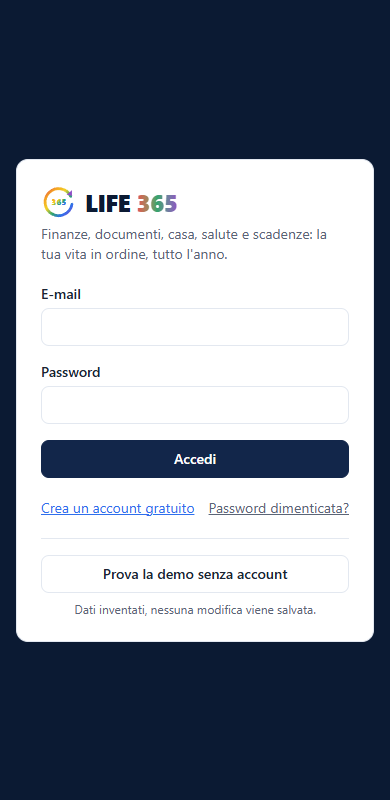 365 LIFE 365
Finanze, documenti, casa, salute e scadenze: la
tua vita in ordine, tutto l'anno.
E-mail
Password
Accedi
Crea un account gratuito Password dimenticata?
Prova la demo senza account
Dati inventati, nessuna modifica viene salvata.